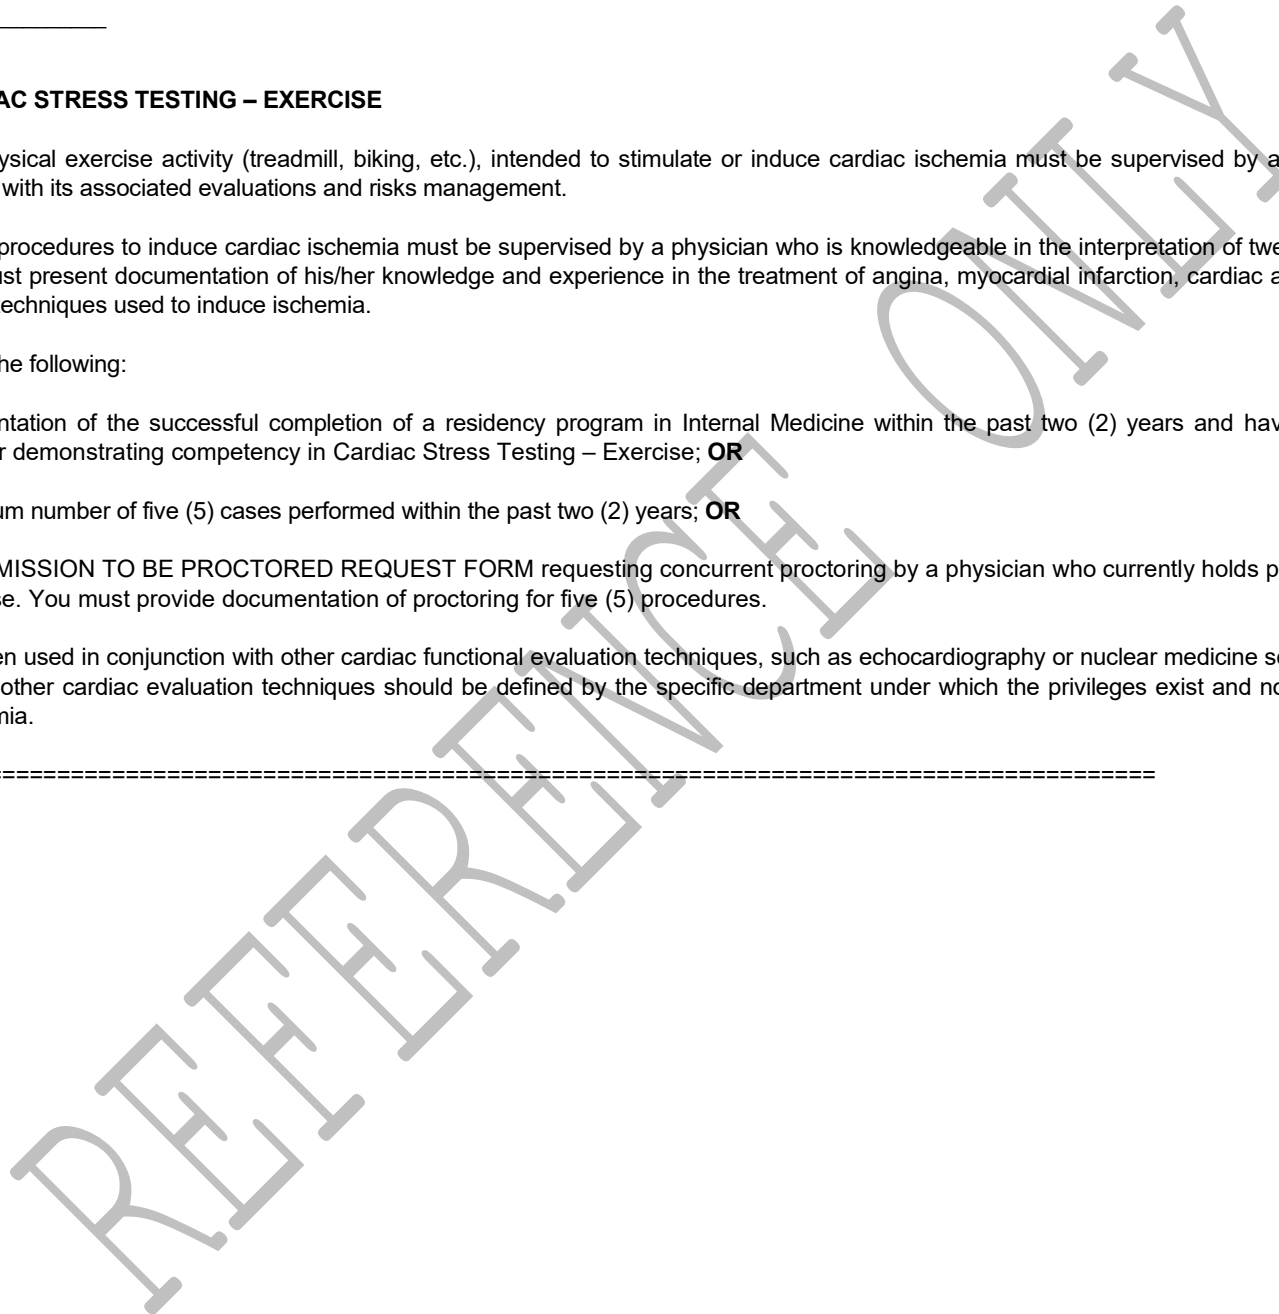 ________
AC STRESS TESTING – EXERCISE
ysical exercise activity (treadmill, biking, etc.), intended to stimulate or induce cardiac ischemia must be supervised by a
with its associated evaluations and risks management.
procedures to induce cardiac ischemia must be supervised by a physician who is knowledgeable in the interpretation of twe
ust present documentation of his/her knowledge and experience in the treatment of angina, myocardial infarction, cardiac a
techniques used to induce ischemia.
he following:
ntation of the successful completion of a residency program in Internal Medicine within the past two (2) years and hav
r demonstrating competency in Cardiac Stress Testing – Exercise; OR
um number of five (5) cases performed within the past two (2) years; OR
MISSION TO BE PROCTORED REQUEST FORM requesting concurrent proctoring by a physician who currently holds p
se. You must provide documentation of proctoring for five (5) procedures.
en used in conjunction with other cardiac functional evaluation techniques, such as echocardiography or nuclear medicine s
other cardiac evaluation techniques should be defined by the specific department under which the privileges exist and no
mia.
====================================================================================
REFERENCE ONLY